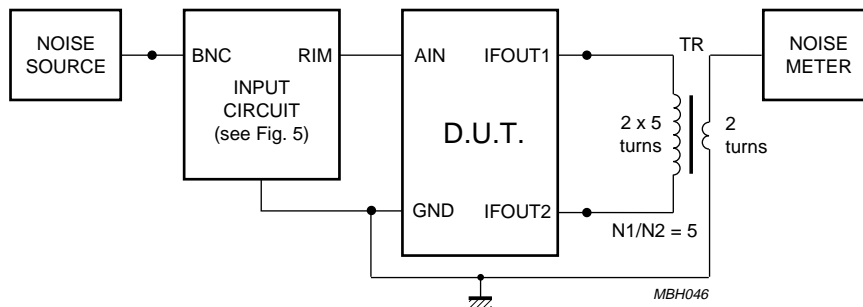 NOISE
SOURCE
BNC
RIM
INPUT
CIRCUIT
(see Fig. 5)
AIN
IFOUT1
D.U.T.
GND
IFOUT2
TR
2 x 5
turns
2
turns
N1/N2 = 5
NOISE
METER
MBH046